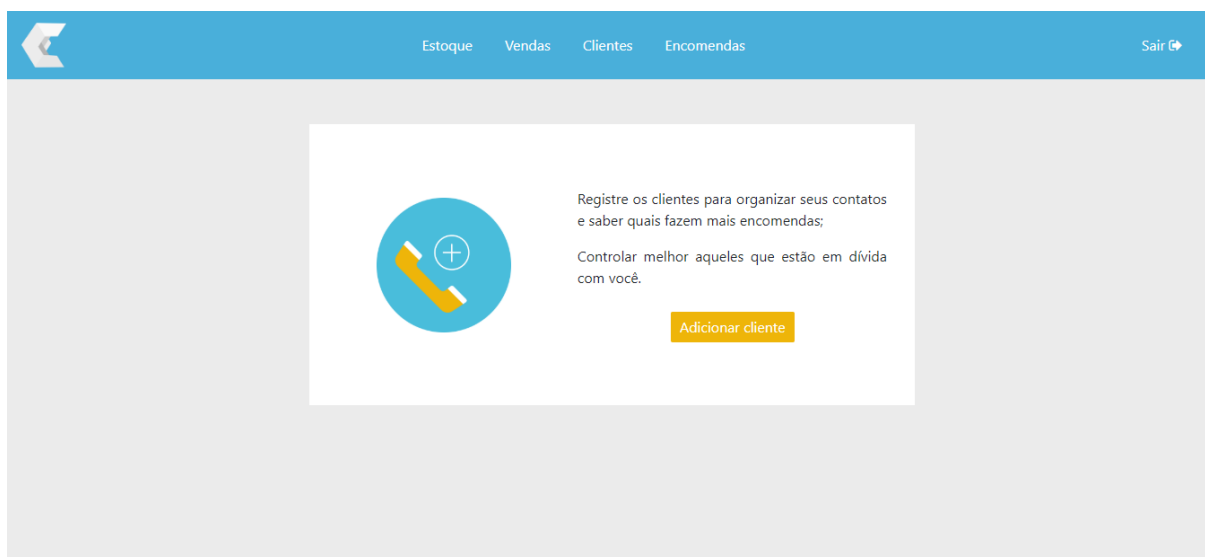 Estoque Vendas Clientes Encomendas Sair
Registre os clientes para organizar seus contatos
e saber quais fazem mais encomendas;
Controlar melhor aqueles que estão em dívida
com você.
Adicionar cliente